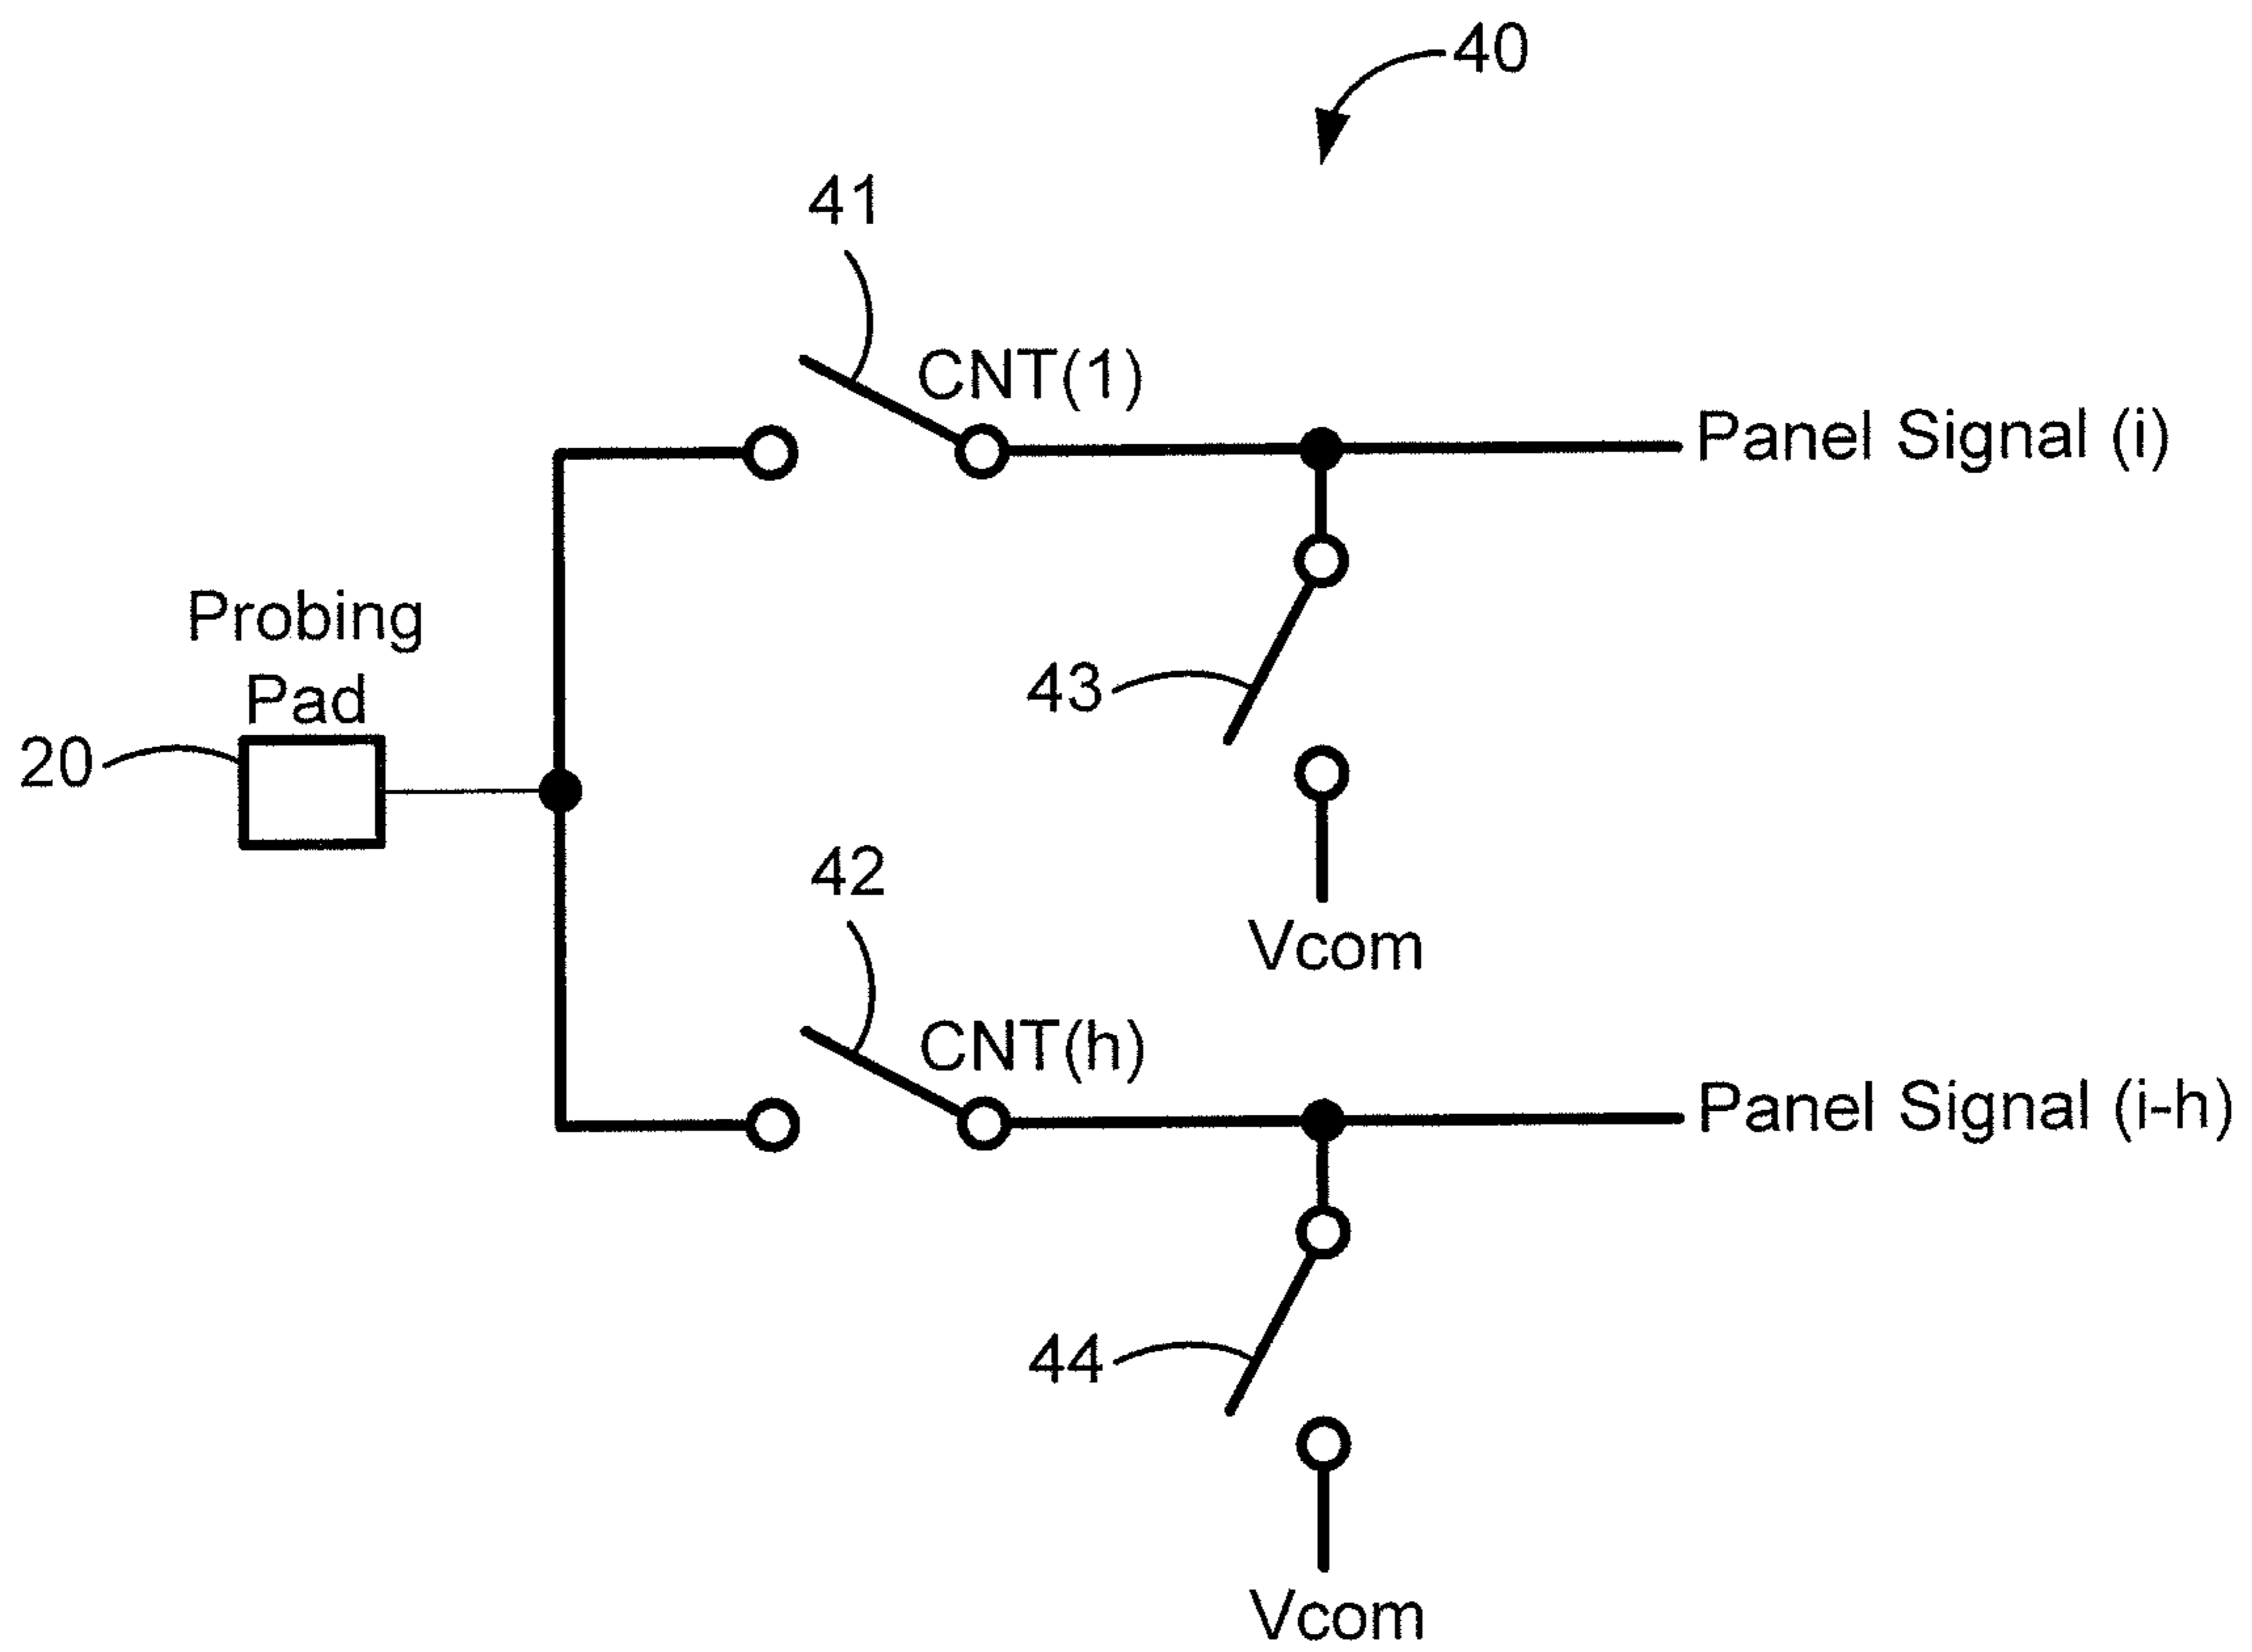 40
41
CNT(1)
Panel Signal (i)
Probing
Pad
20
43
Vcom
42
CNT(h)
Panel Signal (i-h)
44
Vcom